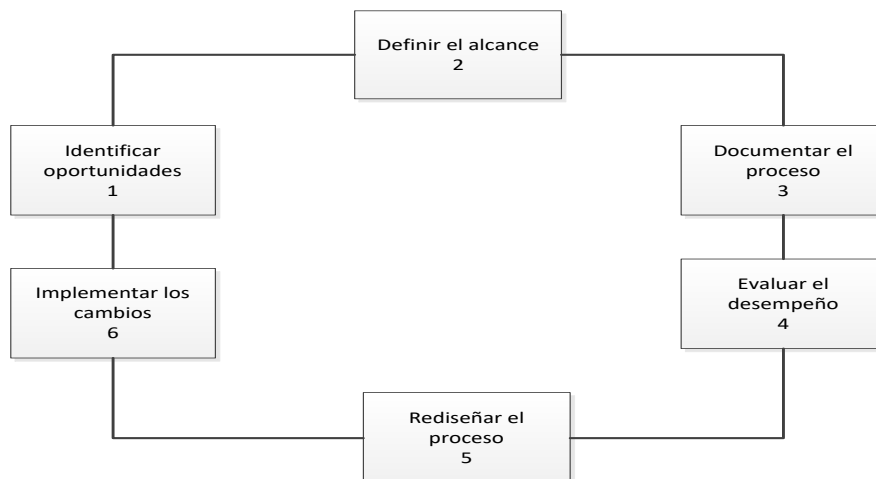 Definir el alcance
2
Identificar
oportunidades
1
Documentar el
proceso
3
Implementar los
cambios
6
Evaluar el
desempeño
4
Rediseñar el
proceso
5